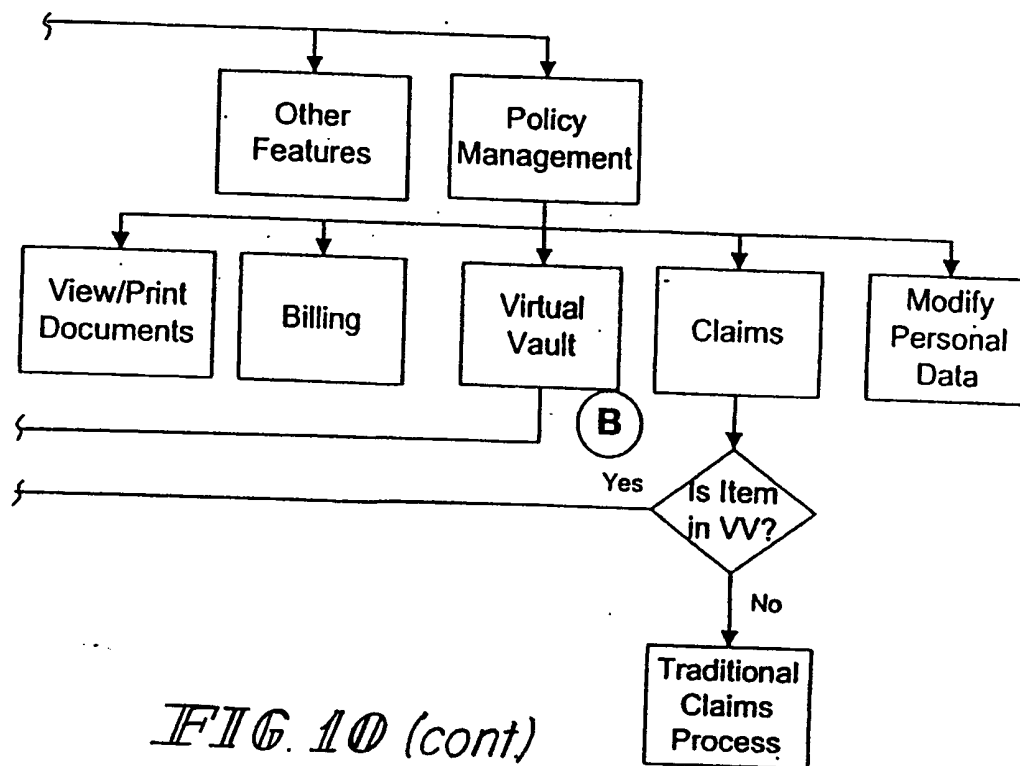 Other
Features
Policy
Management
View/Print
Documents
Billing
Virtual
Vault
Claims
Modify
Personal
Data
B
Yes
Is Item
in VV?
No
Traditional
Claims
Process
FIG. 10 (cont)